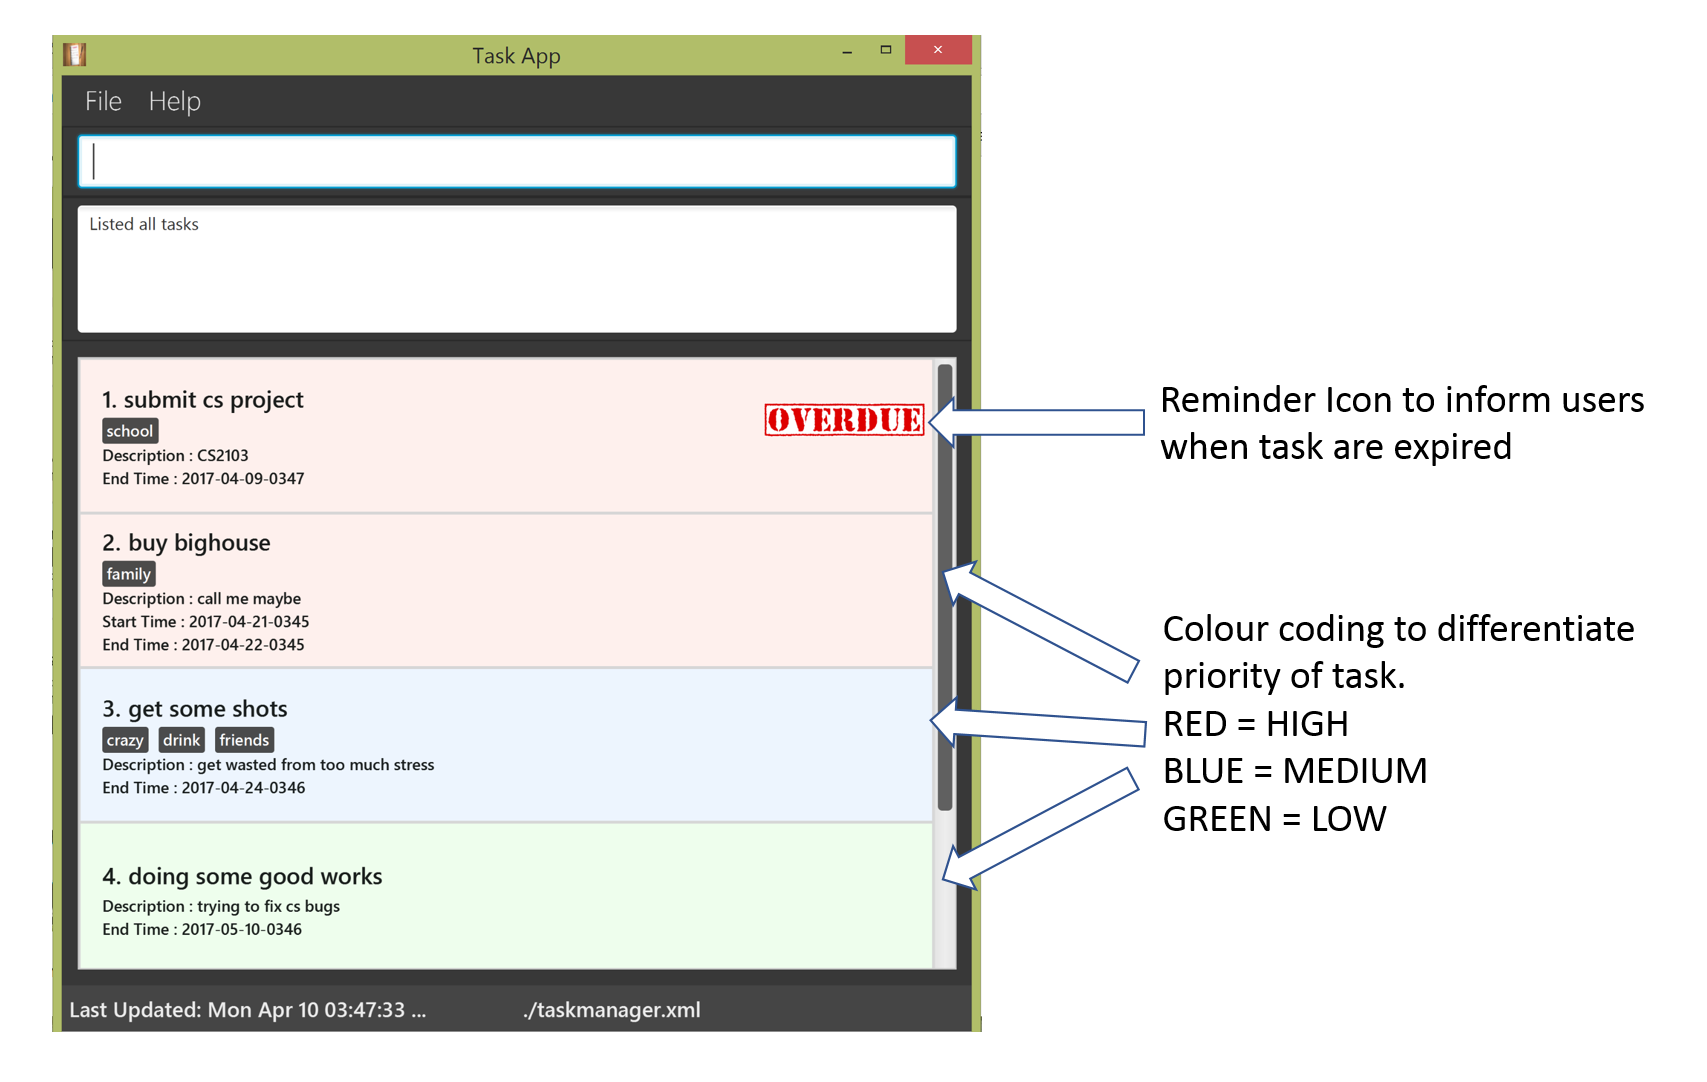 Task App
File Help
Listed all tasks
1. submit cs project
OVERDUE
school
Description : CS2103
End Time : 2017-04-09-0347
2. buy bighouse
family
Description : call me maybe
Start Time : 2017-04-21-0345
End Time : 2017-04-22-0345
3. get some shots
crazy drink friends
Description : get wasted from too much stress
End Time : 2017-04-24-0346
4. doing some good works
Description : trying to fix cs bugs
End Time : 2017-05-10-0346
Last Updated: Mon Apr 10 03:47:33 ... ./taskmanager.xml
Reminder Icon to inform users
when task are expired
Colour coding to differentiate
priority of task.
RED = HIGH
BLUE = MEDIUM
GREEN = LOW